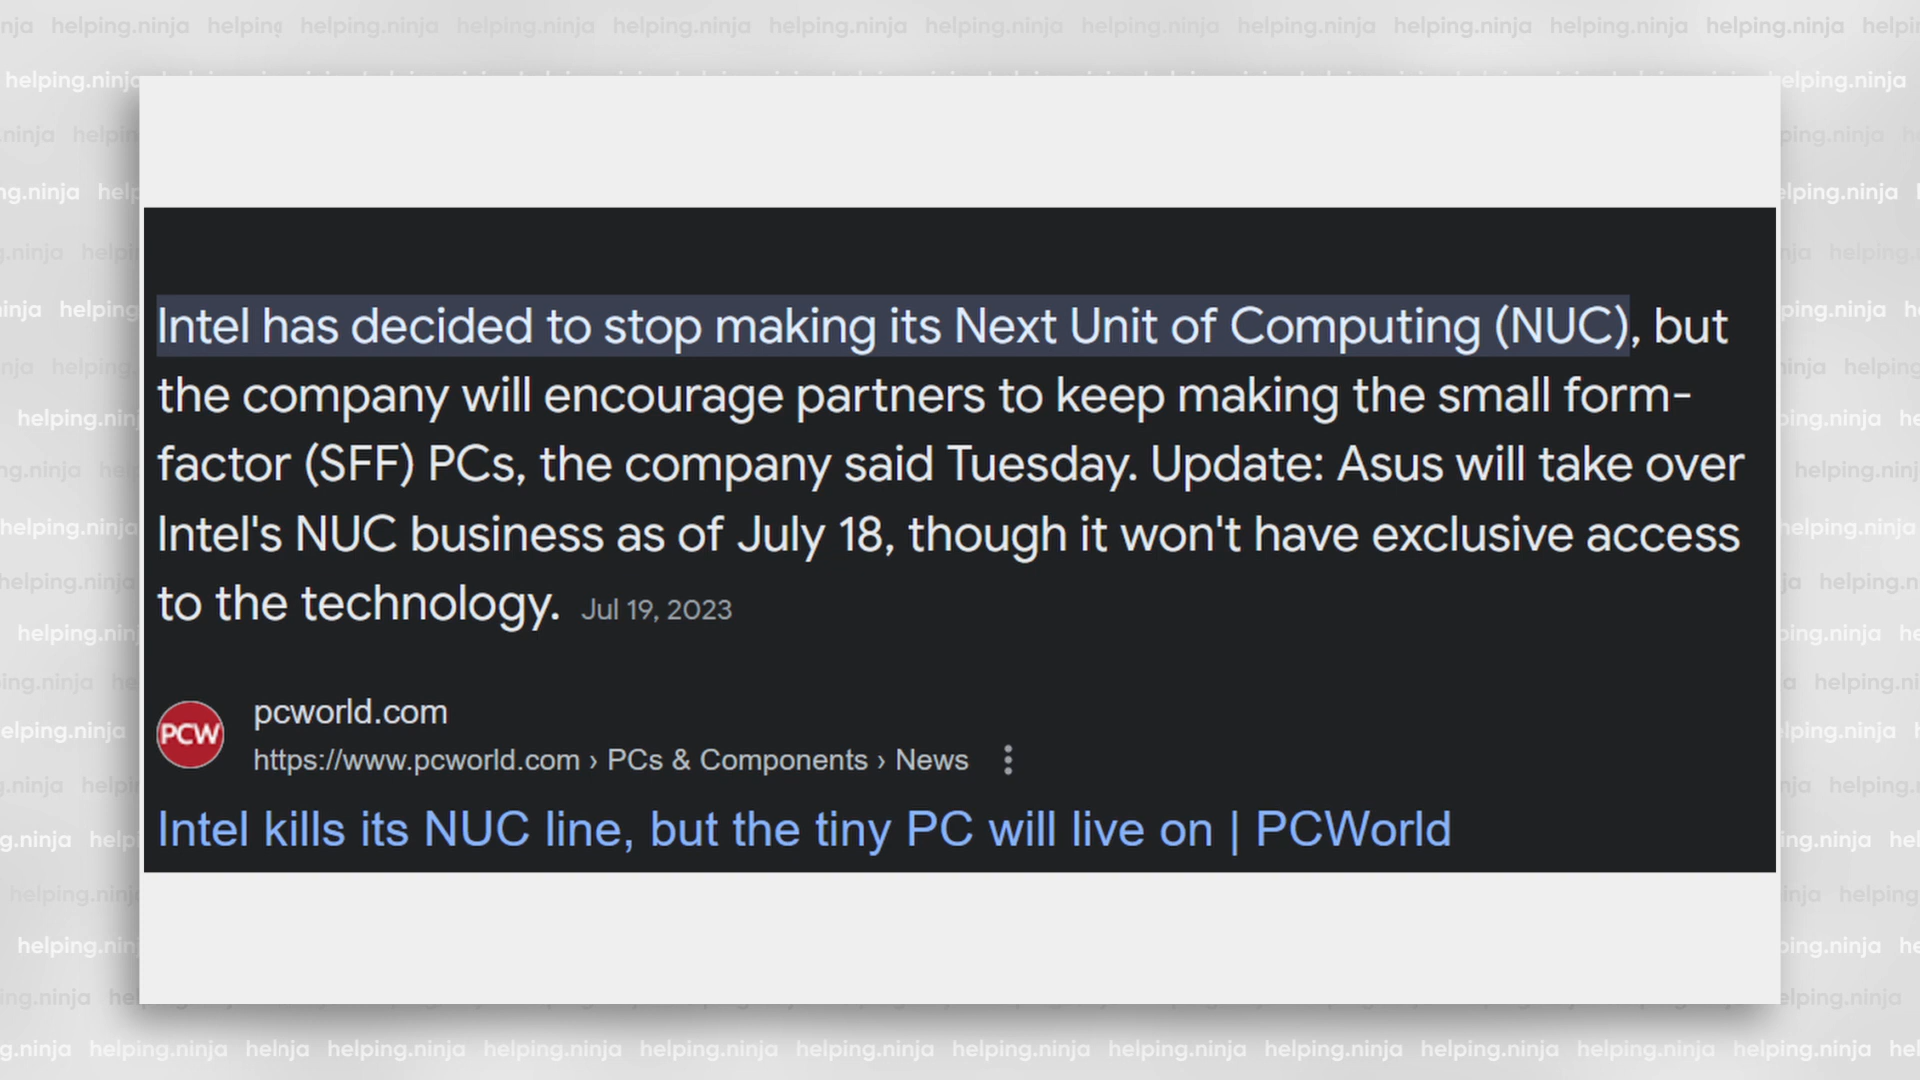 Intel has decided to stop making its Next Unit of Computing (NUC), but
the company will encourage partners to keep making the small form-
factor (SFF) PCs, the company said Tuesday. Update: Asus will take over
Intel's NUC business as of July 18, though it won't have exclusive access
to the technology. Jul 19, 2023
PCW
pcworld.com
https://www.pcworld.com › PCs & Components › News
Intel kills its NUC line, but the tiny PC will live on | PCWorld
helping.ninja